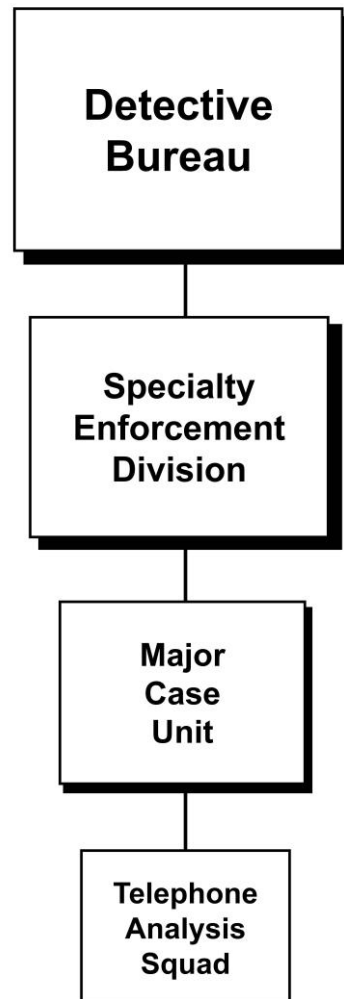 Detective
Bureau
Specialty
Enforcement
Division
Major
Case
Unit
Telephone
Analysis
Squad